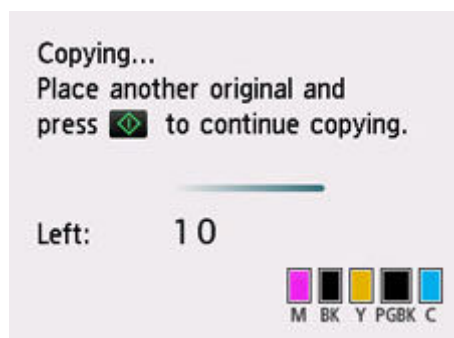 Copying...
Place another original and
press to continue copying.
Left: 10
M BK Y PGBK C